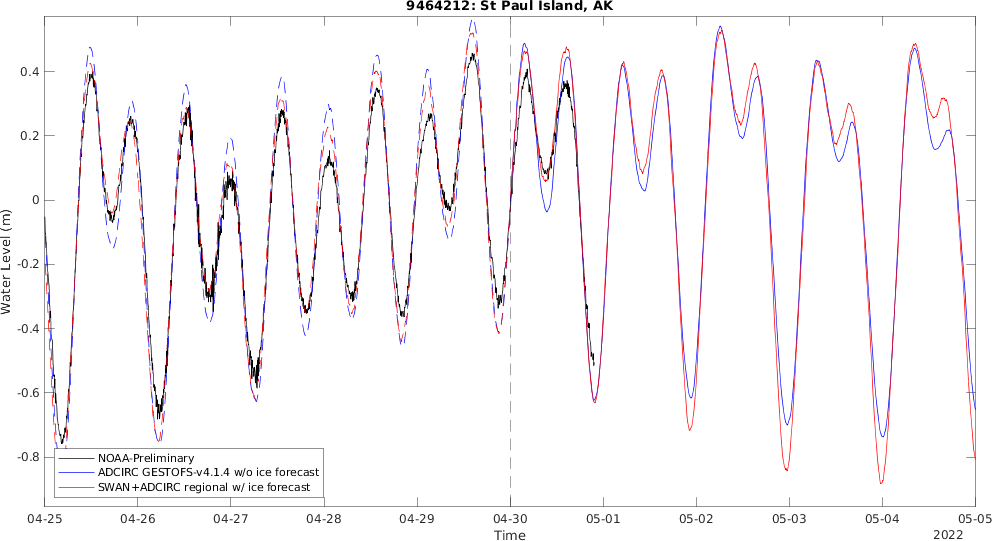 9464212: St Paul Island, AK
Water Level (m)
0.4
0.2
0
-0.2
-0.4
-0.6
-0.8
NOAA-Preliminary
ADCIRC GESTOFS-v4.1.4 w/o ice forecast
SWAN+ADCIRC regional w/ ice forecast
04-25 04-26 04-27 04-28 04-29 04-30 05-01 05-02 05-03 05-04 05-05
Time
2022